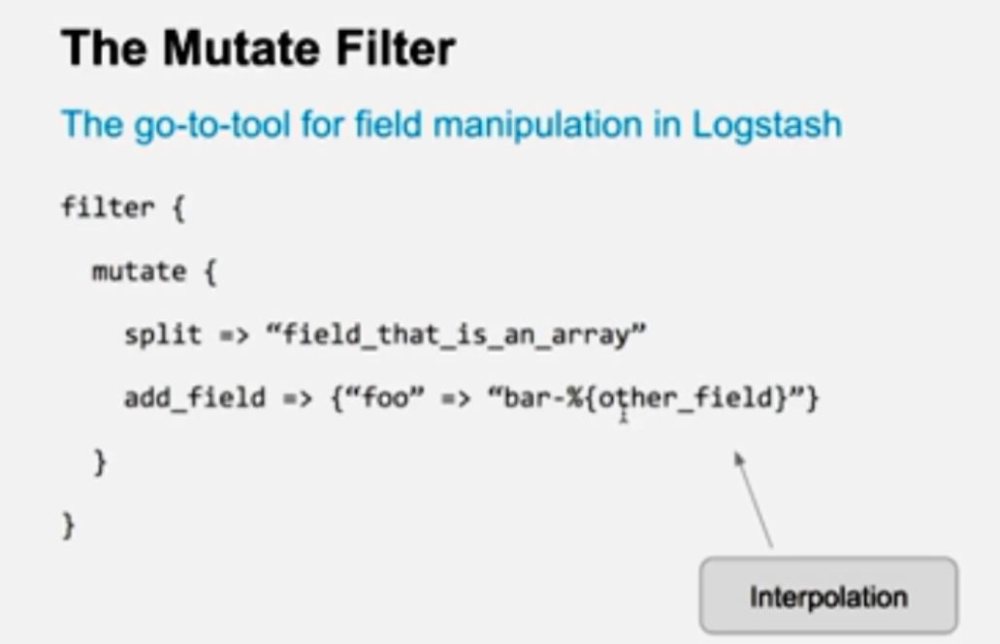 The Mutate Filter
The go-to-tool for field manipulation in Logstash
filter {
mutate {
split => “field_that_is_an_array”
add_field => {“foo” => “bar-%{other_field}”}
}
}
Interpolation